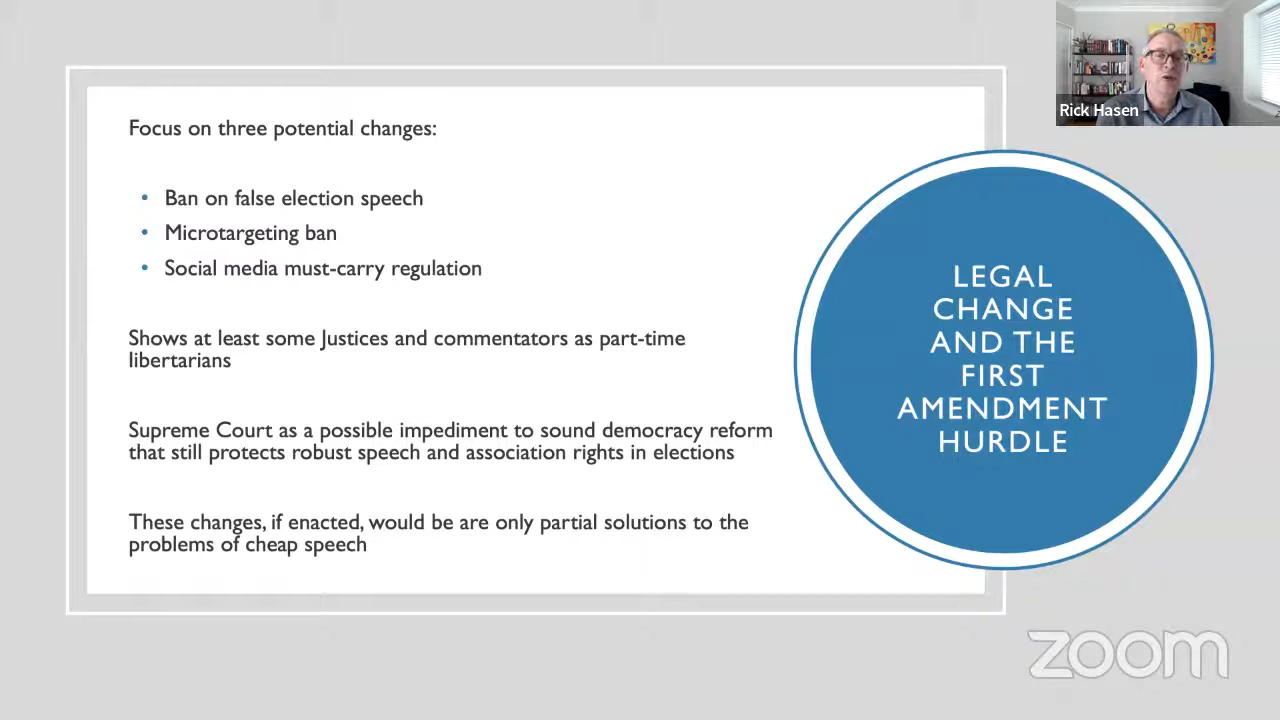 Focus on three potential changes:
• Ban on false election speech
• Microtargeting ban
• Social media must-carry regulation
Shows at least some Justices and commentators as part-time
libertarians
Supreme Court as a possible impediment to sound democracy reform
that still protects robust speech and association rights in elections
These changes, if enacted, would be are only partial solutions to the
problems of cheap speech
LEGAL
CHANGE
AND THE
FIRST
AMENDMENT
HURDLE
Rick Hasen
zoom